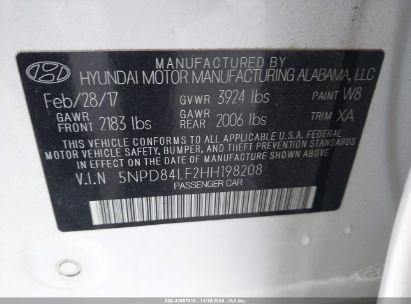 MANUFACTURED BY
HYUNDAI MOTOR MANUFACTURING ALABAMA, LLC
Feb/28/17 GVWR 3924 lbs PAINT W8
GAWR FRONT 2183 lbs GAWR REAR 2006 lbs TRIM XA
THIS VEHICLE CONFORMS TO ALL APPLICABLE U.S. FEDERAL
MOTOR VEHICLE SAFETY, BUMPER, AND THEFT PREVENTION STANDARDS
IN EFFECT ON THE DATE OF MANUFACTURE SHOWN ABOVE.
V.I.N 5NPD84LF2HH198208
PASSENGER CAR